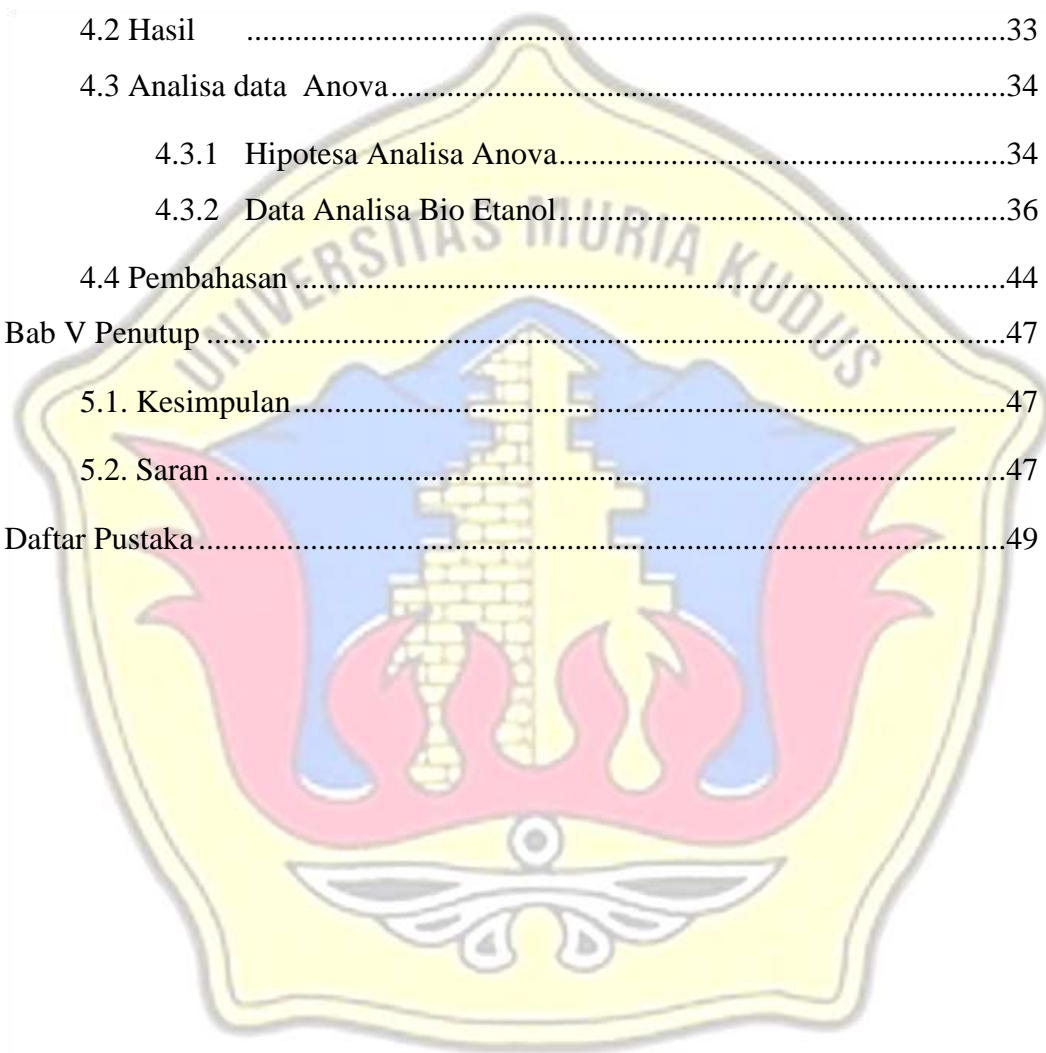 4.2 Hasil ..........33
4.3 Analisa data Anova..........34
4.3.1 Hipotesa Analisa Anova..........34
4.3.2 Data Analisa Bio Etanol..........36
UNIVERSITAS MURIA KUDUS
4.4 Pembahasan..........44
Bab V Penutup..........47
5.1. Kesimpulan..........47
5.2. Saran..........47
Daftar Pustaka..........49